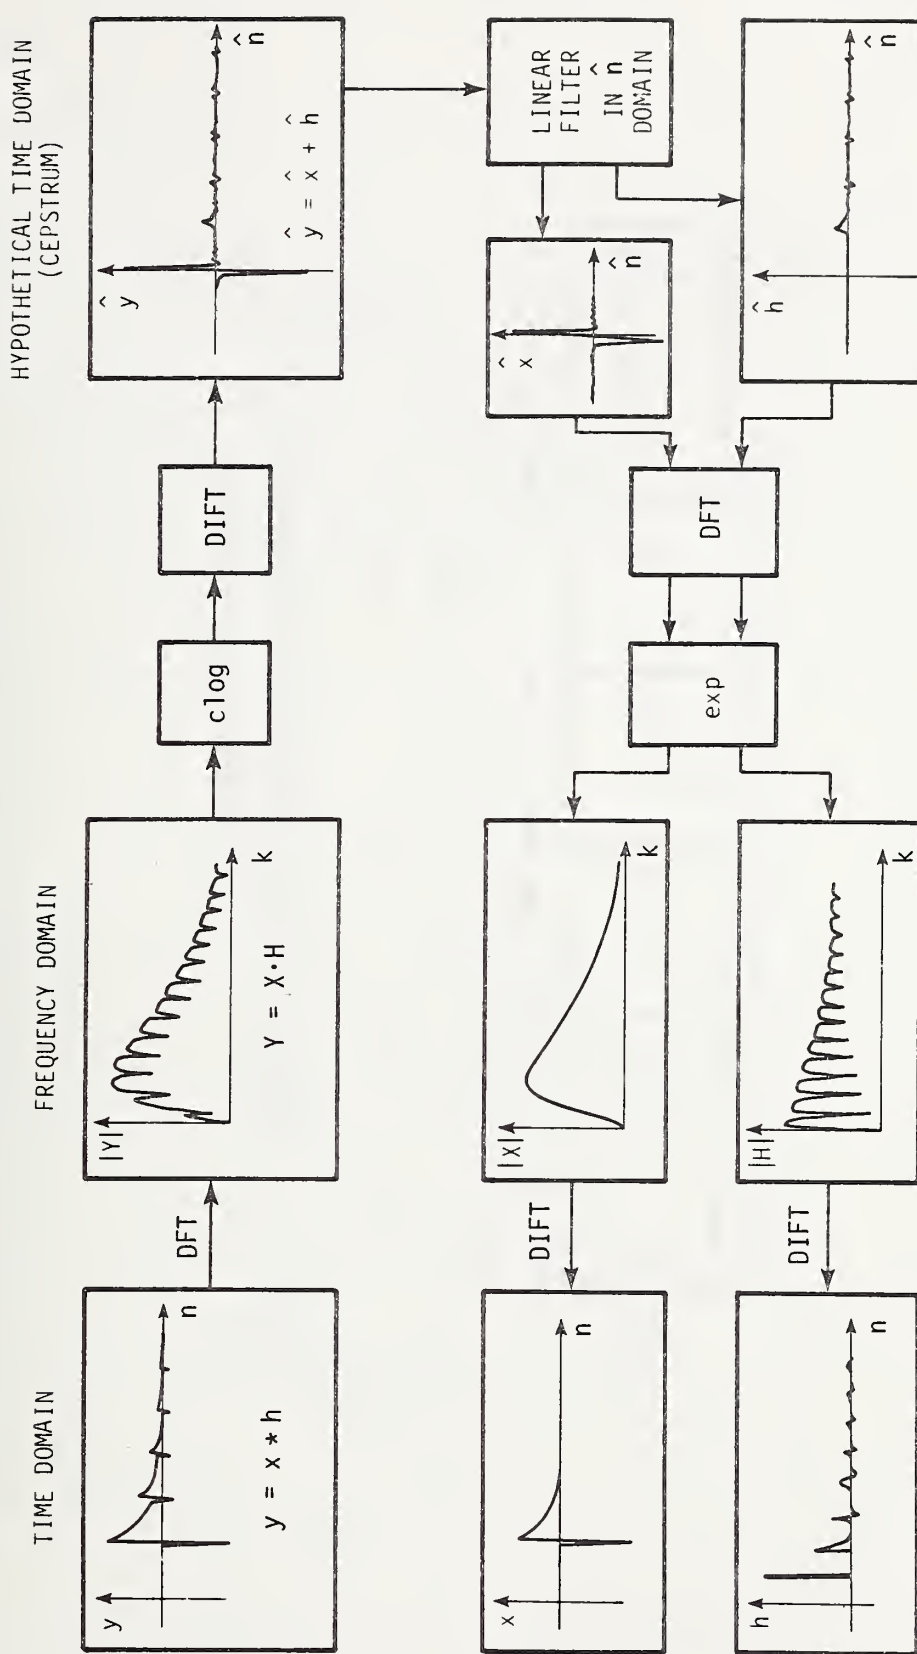 TIME DOMAIN
FREQUENCY DOMAIN
HYPOTHETICAL TIME DOMAIN
(CEPSTRUM)
y
n
y = x * h
DFT
|Y|
k
Y = X·H
clog
DIFT
ŷ
n̂
ŷ = x̂ + ĥ
LINEAR
FILTER
IN n̂
DOMAIN
x
n
DIFT
|X|
k
x̂
n̂
exp
DFT
h
n
DIFT
|H|
k
ĥ
n̂